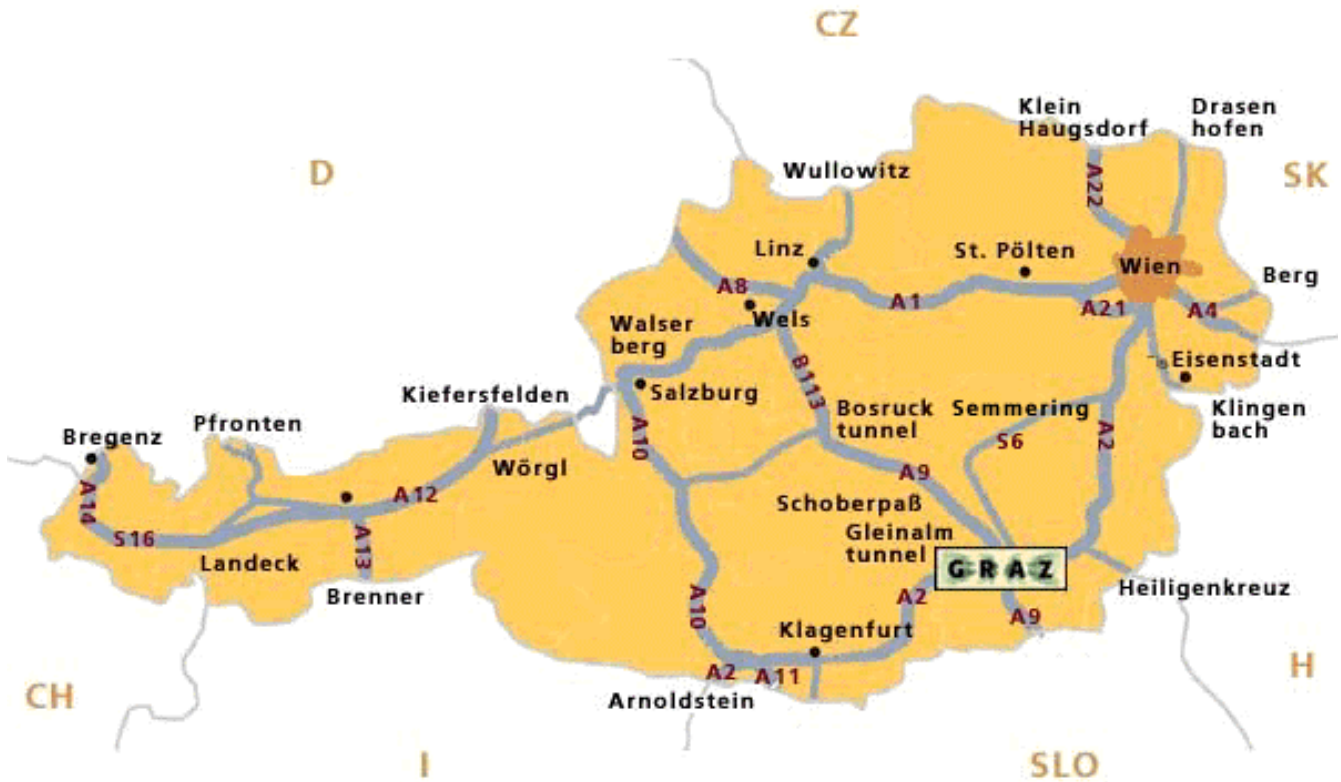 CZ
Klein
Haugsdorf
Drasen
hofen
D
Wullowitz
A22
SK
Linz
St. Pölten
Wien
Berg
A8
A1
A21
A4
Wels
Walser
berg
Eisenstadt
B113
Kiefersfelden
Salzburg
Bosruck
tunnel
Semmering
Klingen
bach
Pfronten
Bregenz
A10
S6
A2
Wörgl
A9
A14
A12
Schoberpaß
S16
A13
Gleinalm
tunnel
Landeck
GRAZ
Heiligenkreuz
Brenner
A10
A2
A9
Klagenfurt
A2
A11
Arnoldstein
CH
H
I
SLO